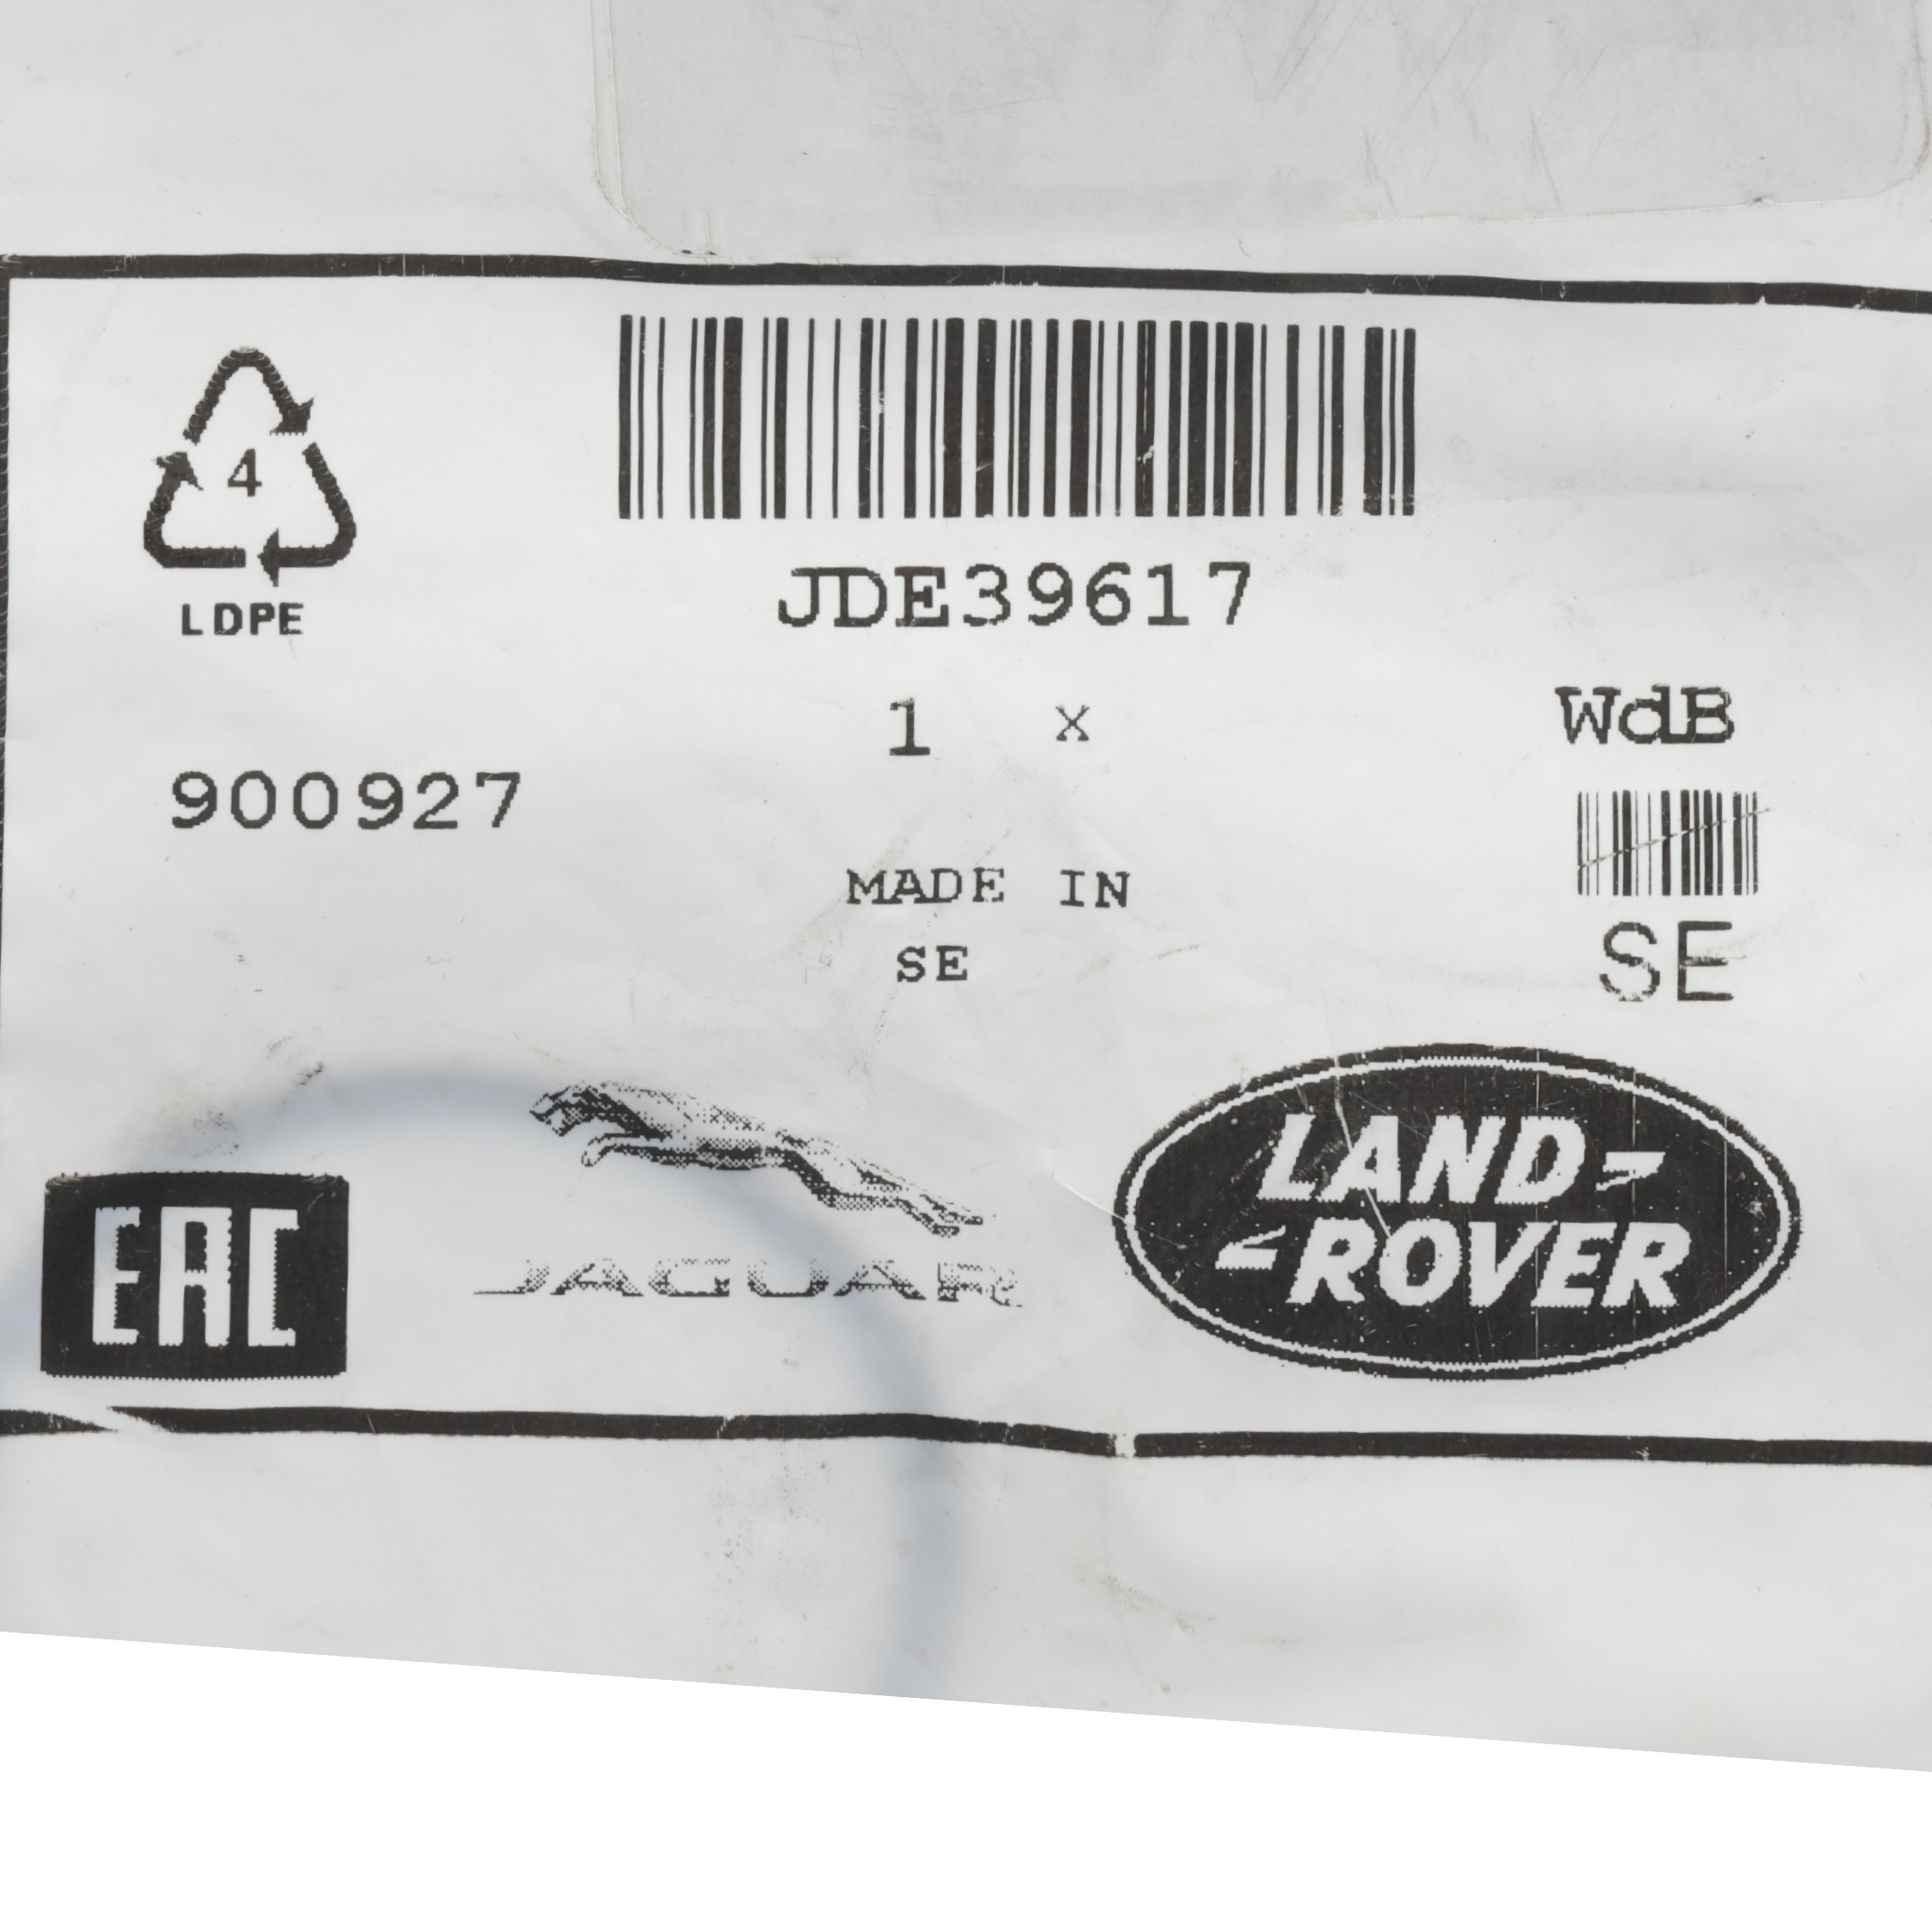 4
LDPE
JDE39617
1 x
WdB
900927
MADE IN
SE
SE
EAC
JAGUAR
LAND
ROVER